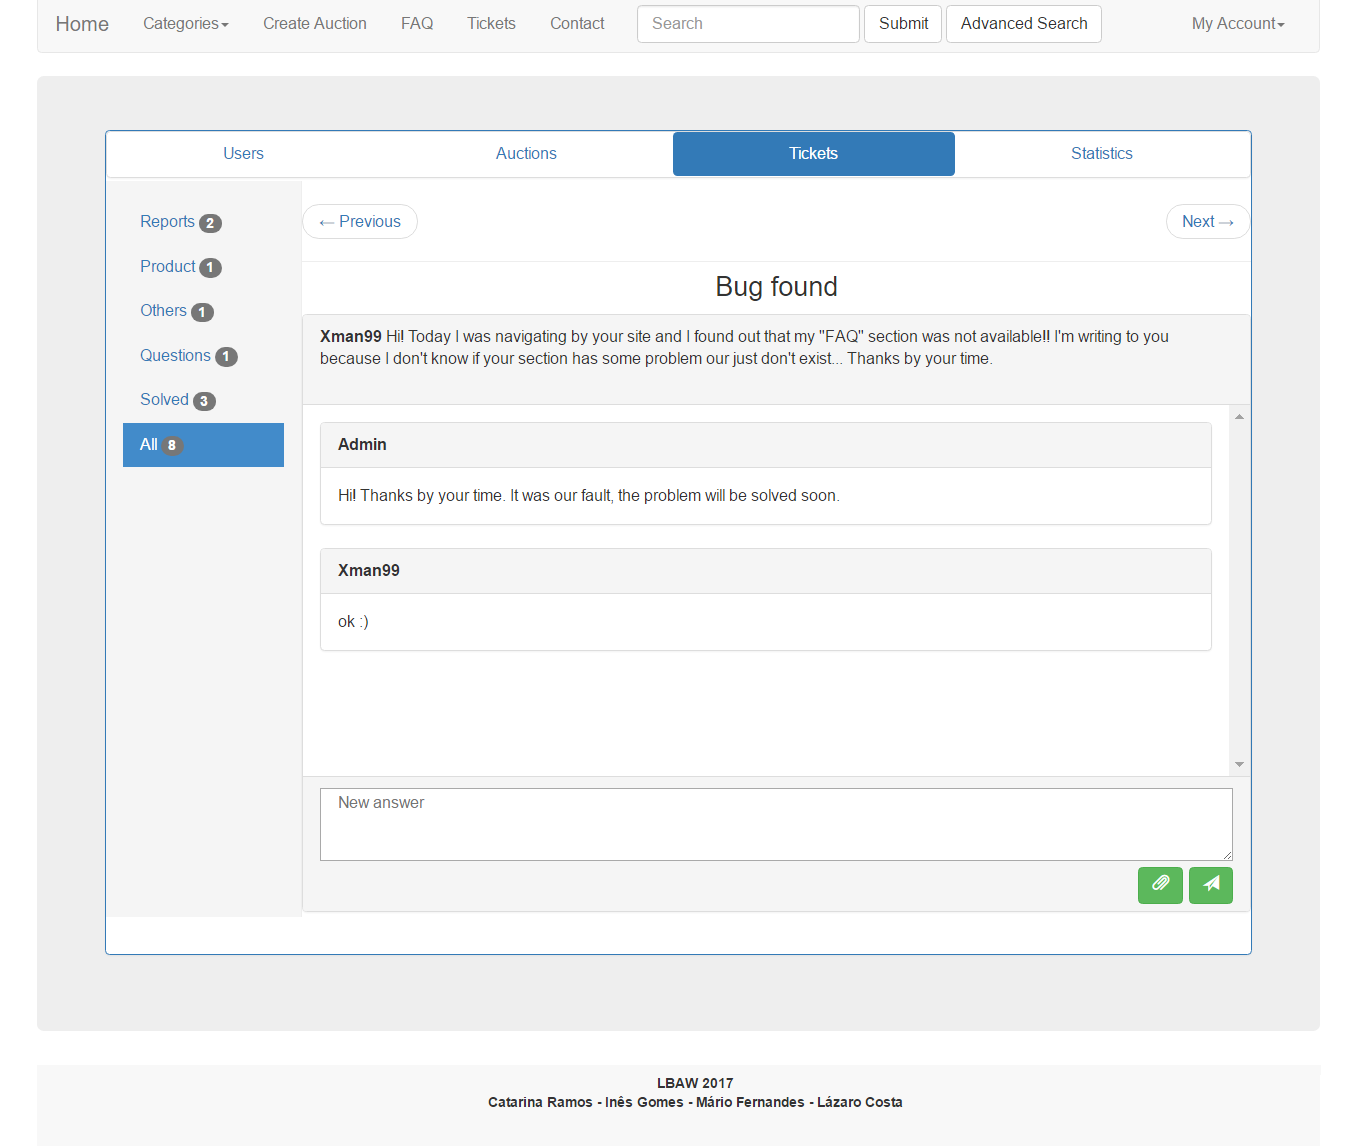 Home Categories Create Auction FAQ Tickets Contact Search Submit Advanced Search My Account
Users Auctions Tickets Statistics
Reports 2
Product 1
Others 1
Questions 1
Solved 3
All 8
← Previous Next →
Bug found
Xman99 Hi! Today I was navigating by your site and I found out that my "FAQ" section was not available!! I'm writing to you
because I don't know if your section has some problem our just don't exist... Thanks by your time.
Admin
Hi! Thanks by your time. It was our fault, the problem will be solved soon.
Xman99
ok :)
New answer
LBAW 2017
Catarina Ramos - Inês Gomes - Mário Fernandes - Lázaro Costa